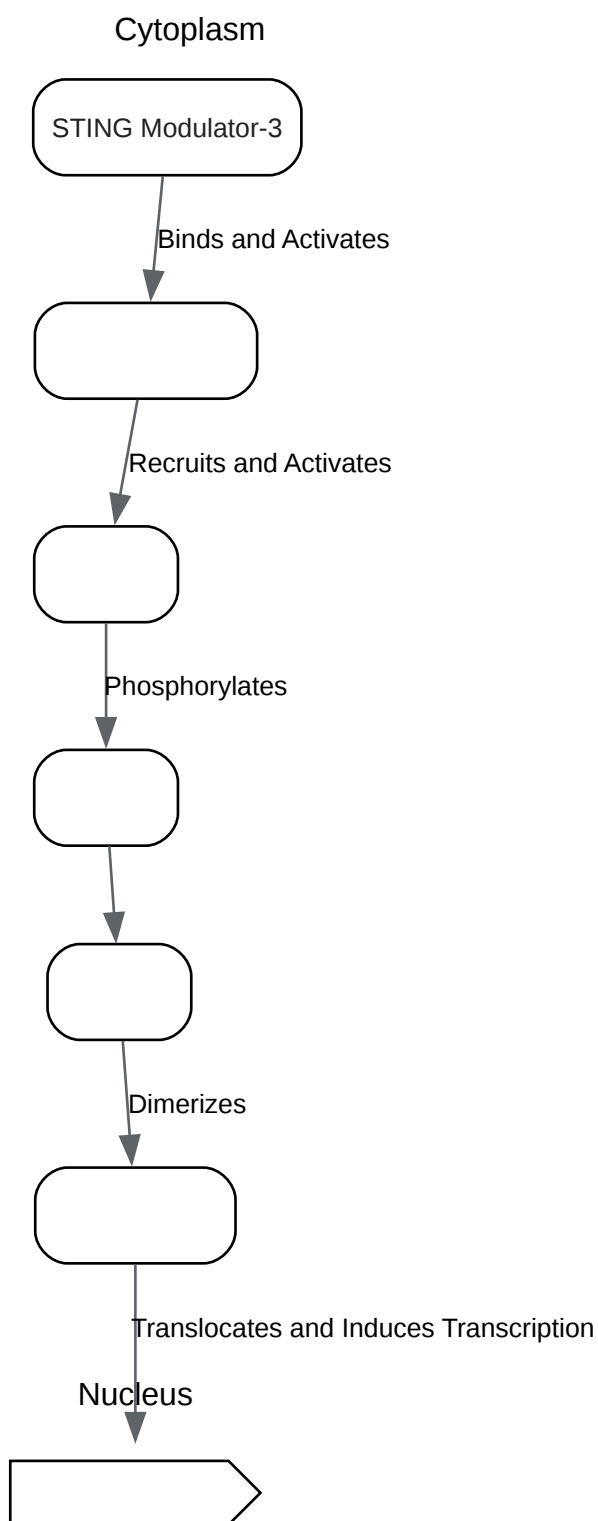 Cytoplasm
STING Modulator-3
Binds and Activates
Recruits and Activates
Phosphorylates
Dimerizes
Translocates and Induces Transcription
Nucleus